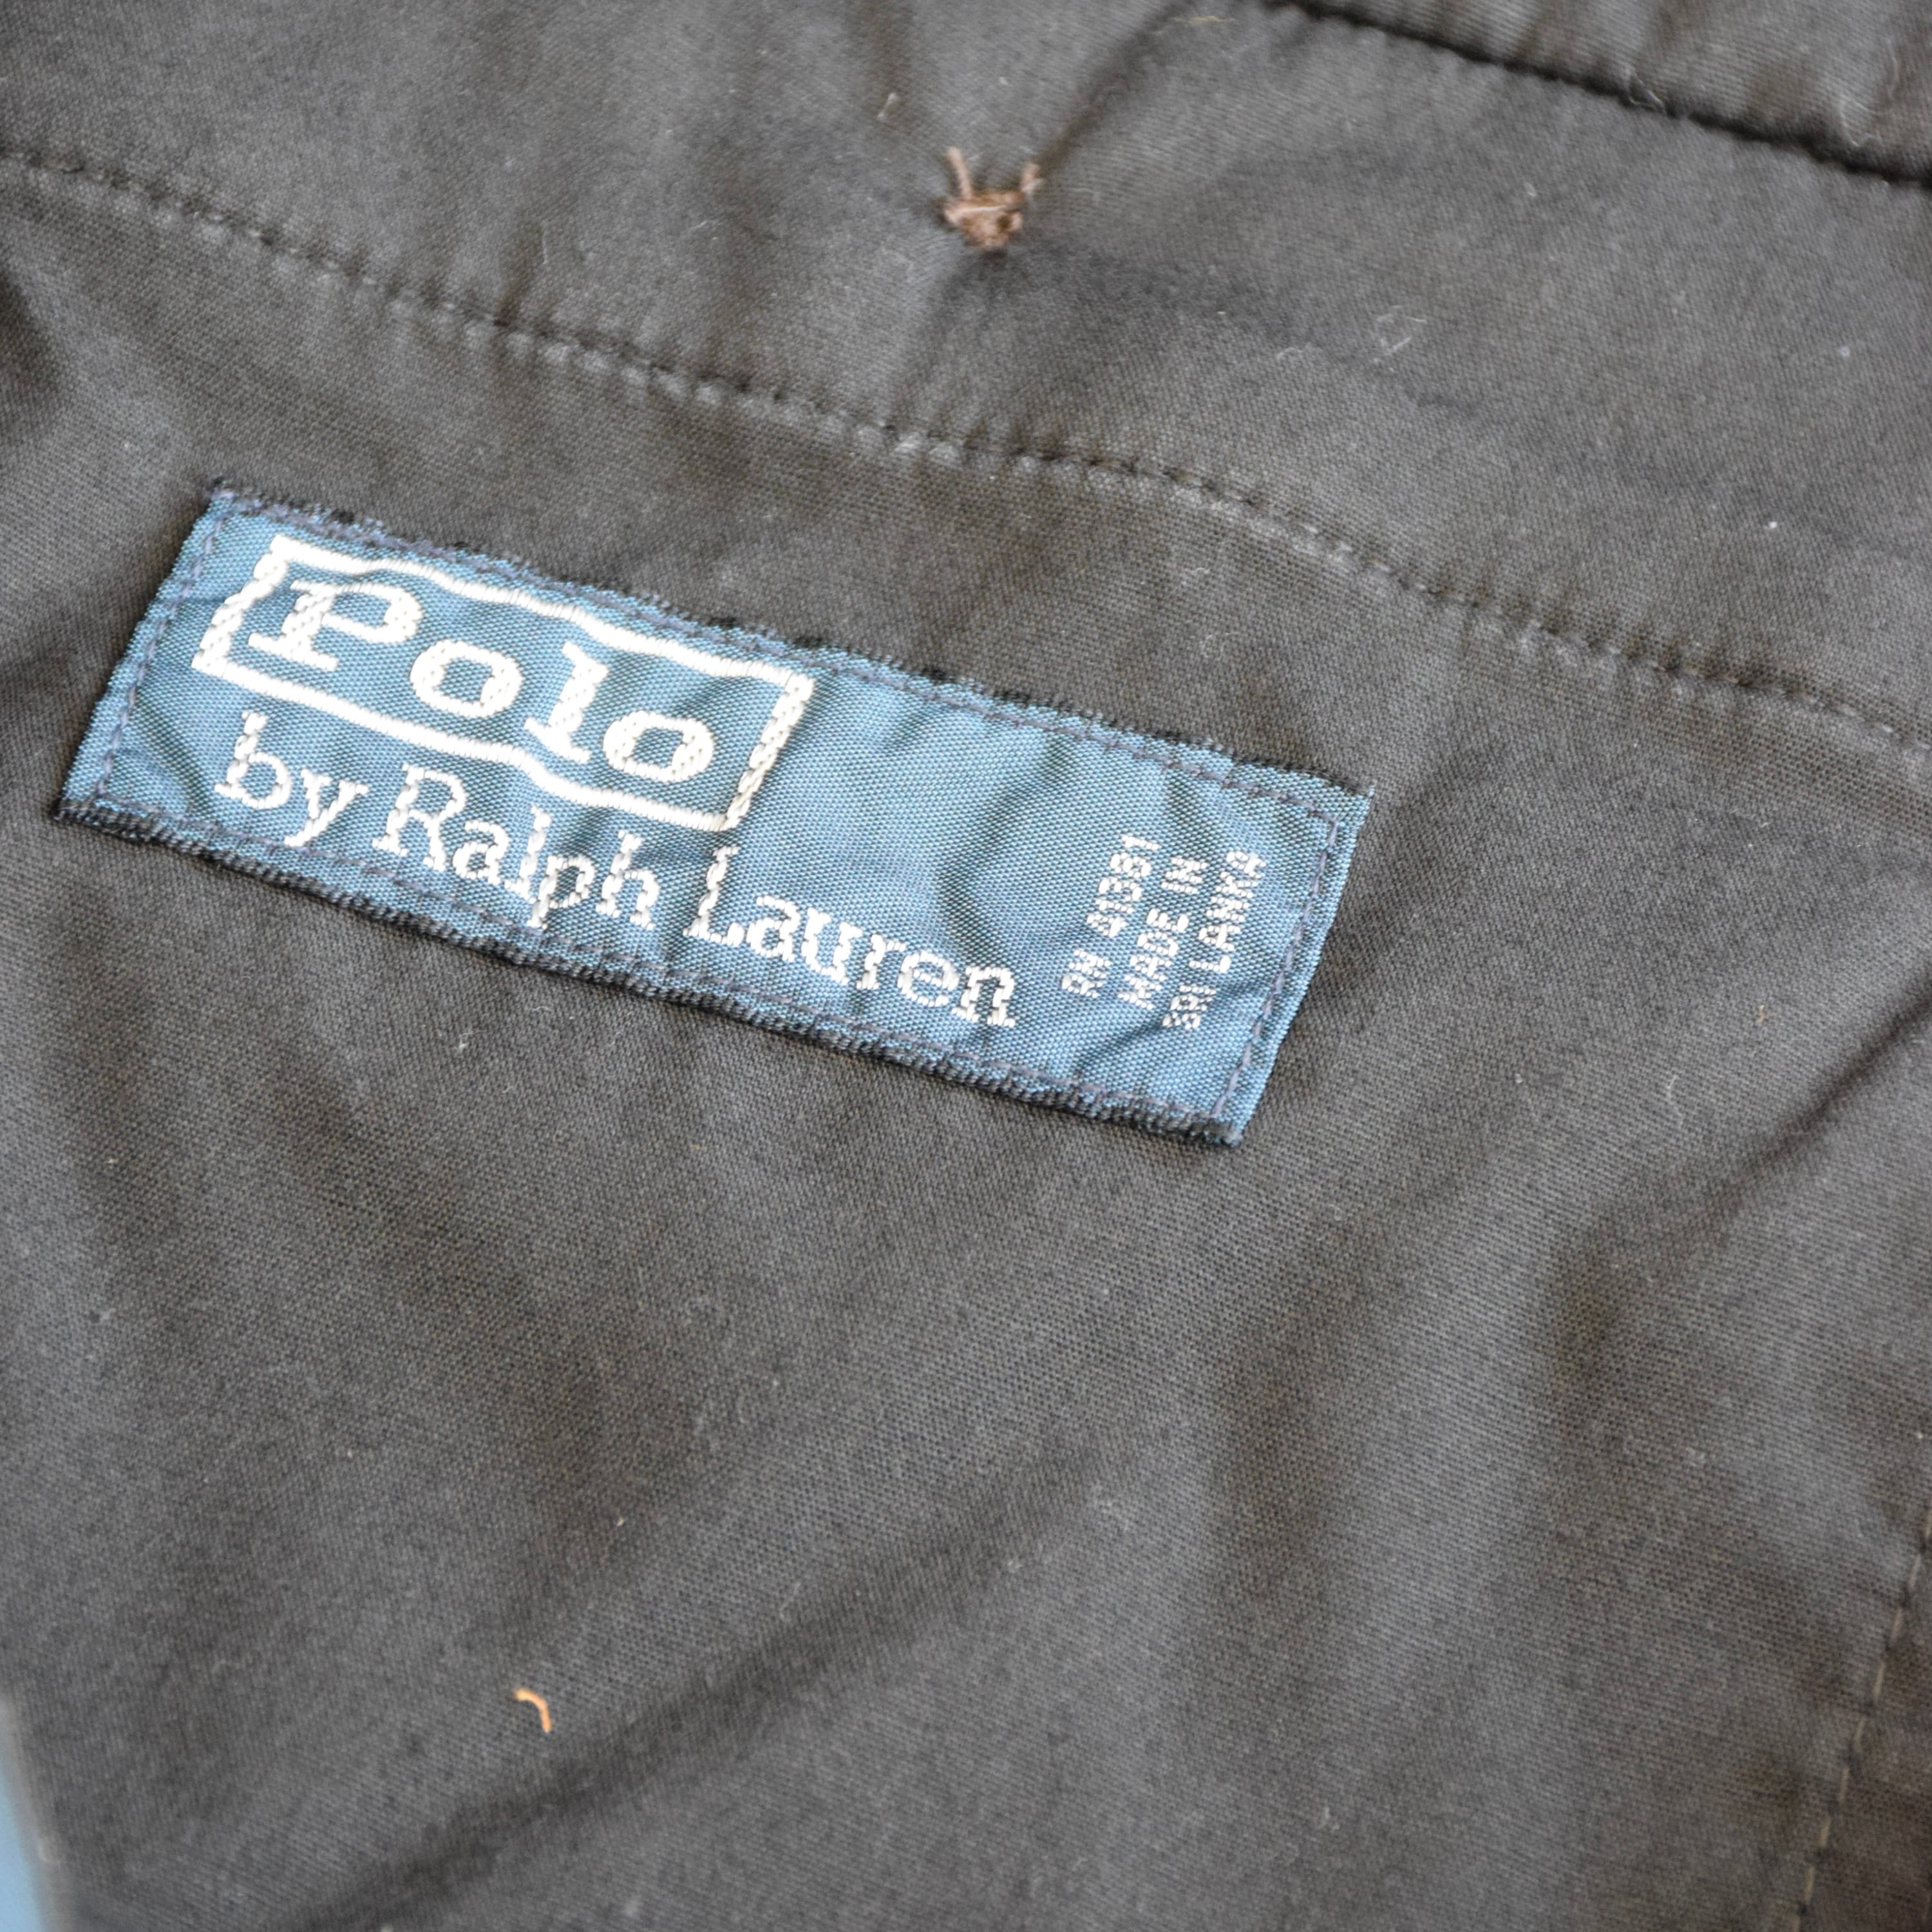 Polo
by Ralph Lauren
RN 41381
MADE IN
SRI LANKA